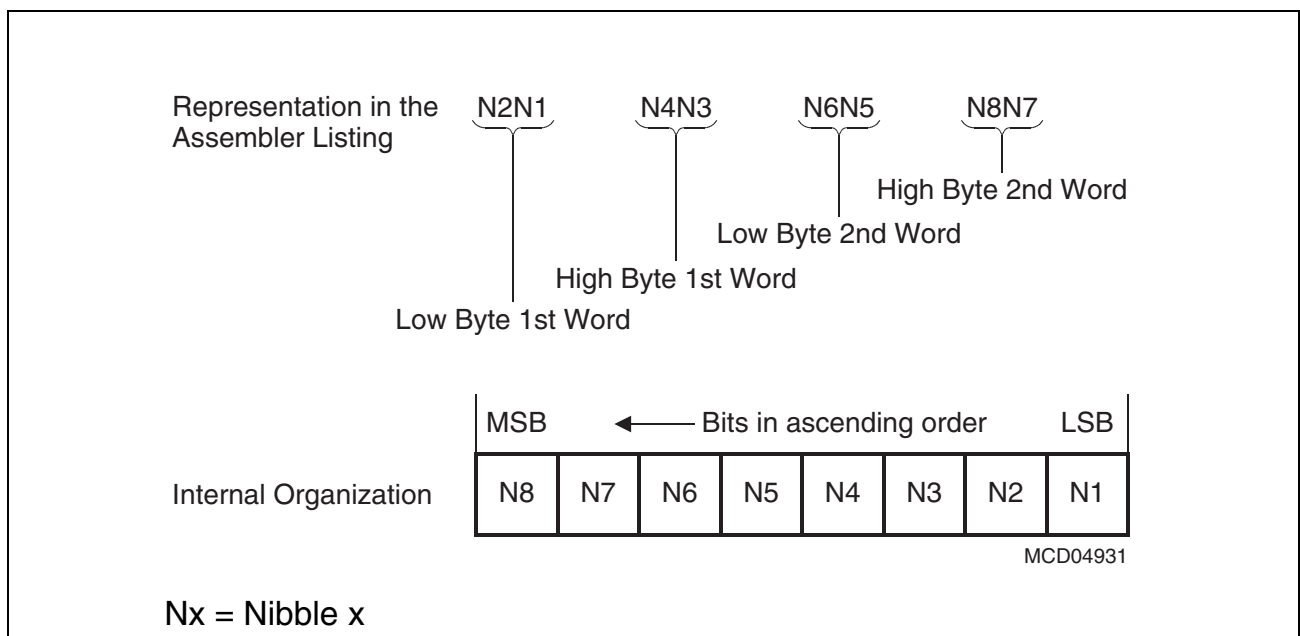 Representation in the Assembler Listing
N2N1 N4N3 N6N5 N8N7
High Byte 2nd Word
Low Byte 2nd Word
High Byte 1st Word
Low Byte 1st Word
MSB Bits in ascending order LSB
Internal Organization N8 N7 N6 N5 N4 N3 N2 N1
MCD04931
Nx = Nibble x